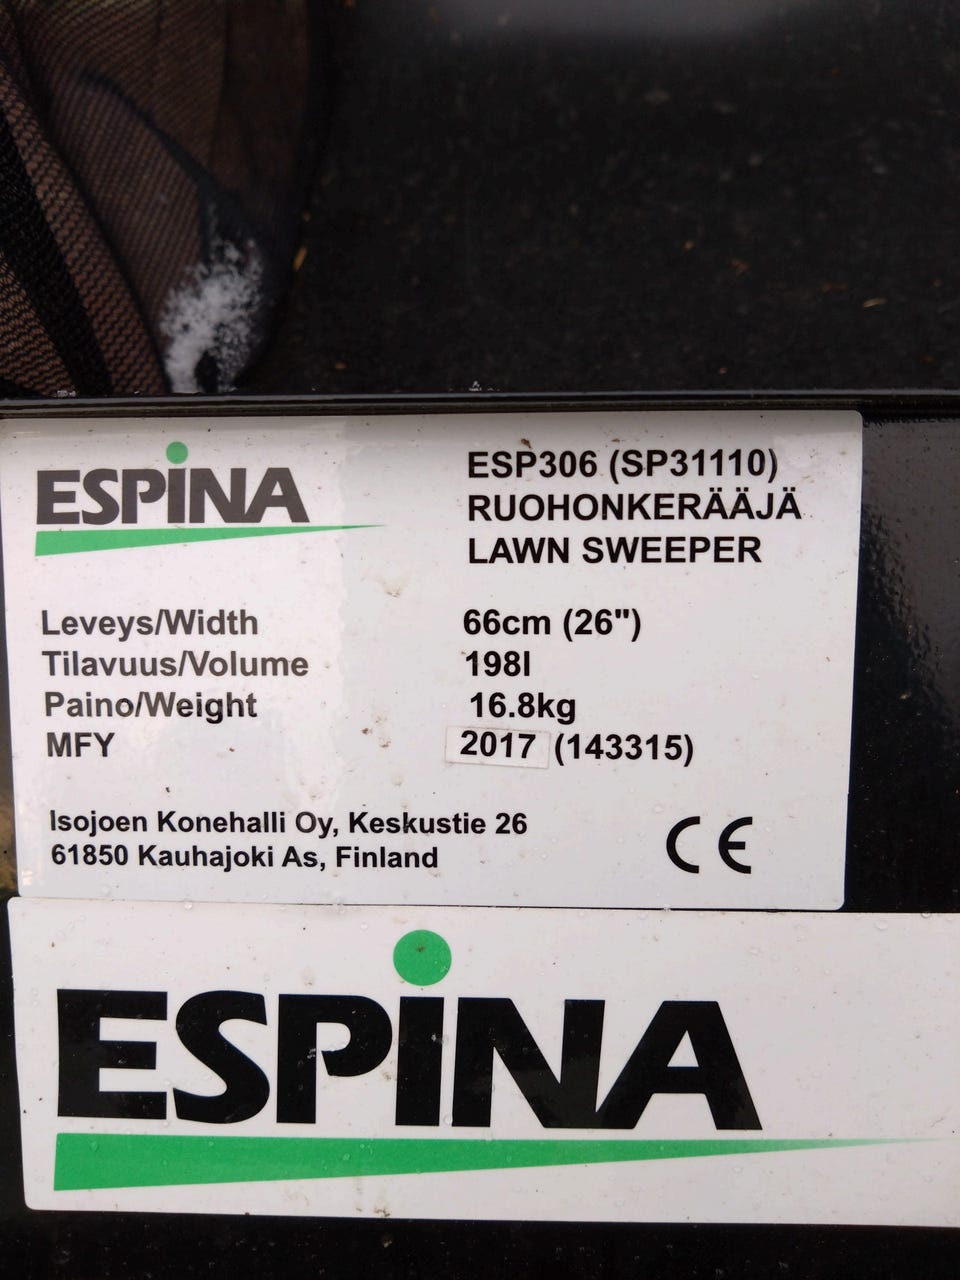 ESPINA
ESP306 (SP31110)
RUOHONKERÄÄJÄ
LAWN SWEEPER
Leveys/Width 66cm (26")
Tilavuus/Volume 198l
Paino/Weight 16.8kg
MFY 2017 (143315)
Isojoen Konehalli Oy, Keskustie 26
61850 Kauhajoki As, Finland
CE
ESPINA